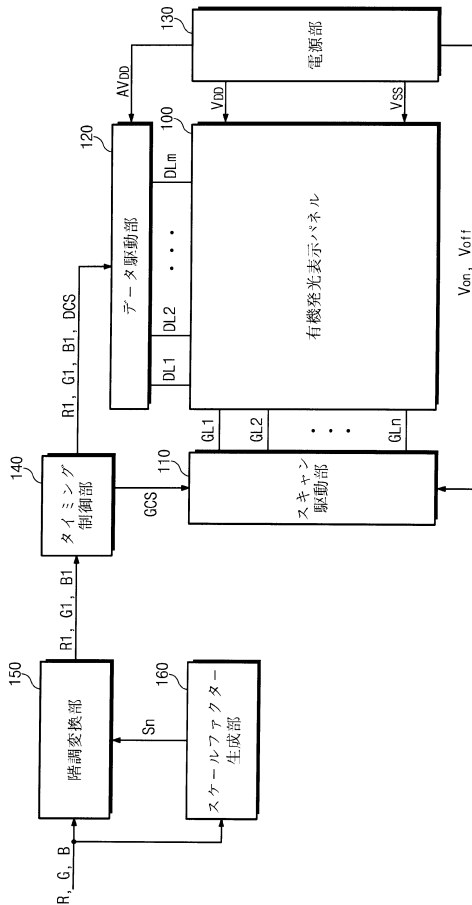 R, G, B
150
階調変換部
Sn
160
スケールファクター
生成部
R1, G1, B1
140
タイミング
制御部
R1, G1, B1, DCS
GCS
110
スキャン
駆動部
120
データ駆動部
AVDD
DL1
DL2
・・・
DLm
GL1
GL2
・・・
GLn
100
有機発光表示パネル
VDD
VSS
130
電源部
Von, Voff